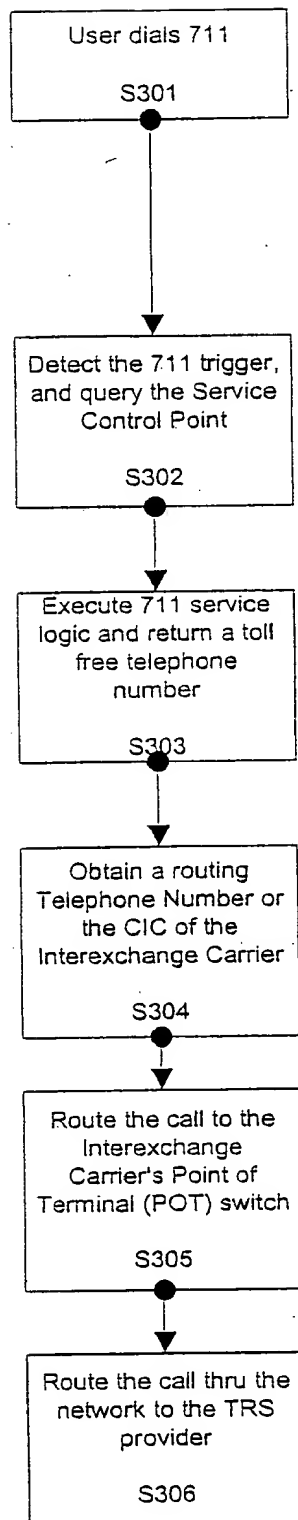 User dials 711
S301
Detect the 711 trigger,
and query the Service
Control Point
S302
Execute 711 service
logic and return a toll
free telephone
number
S303
Obtain a routing
Telephone Number or
the CIC of the
Interexchange Carrier
S304
Route the call to the
Interexchange
Carrier's Point of
Terminal (POT) switch
S305
Route the call thru the
network to the TRS
provider
S306